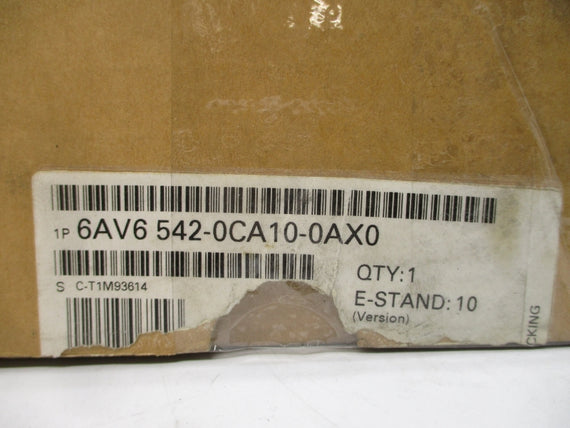 1P 6AV6 542-0CA10-0AX0
S C-T1M93614
QTY:1
E-STAND: 10
(Version)
CKING